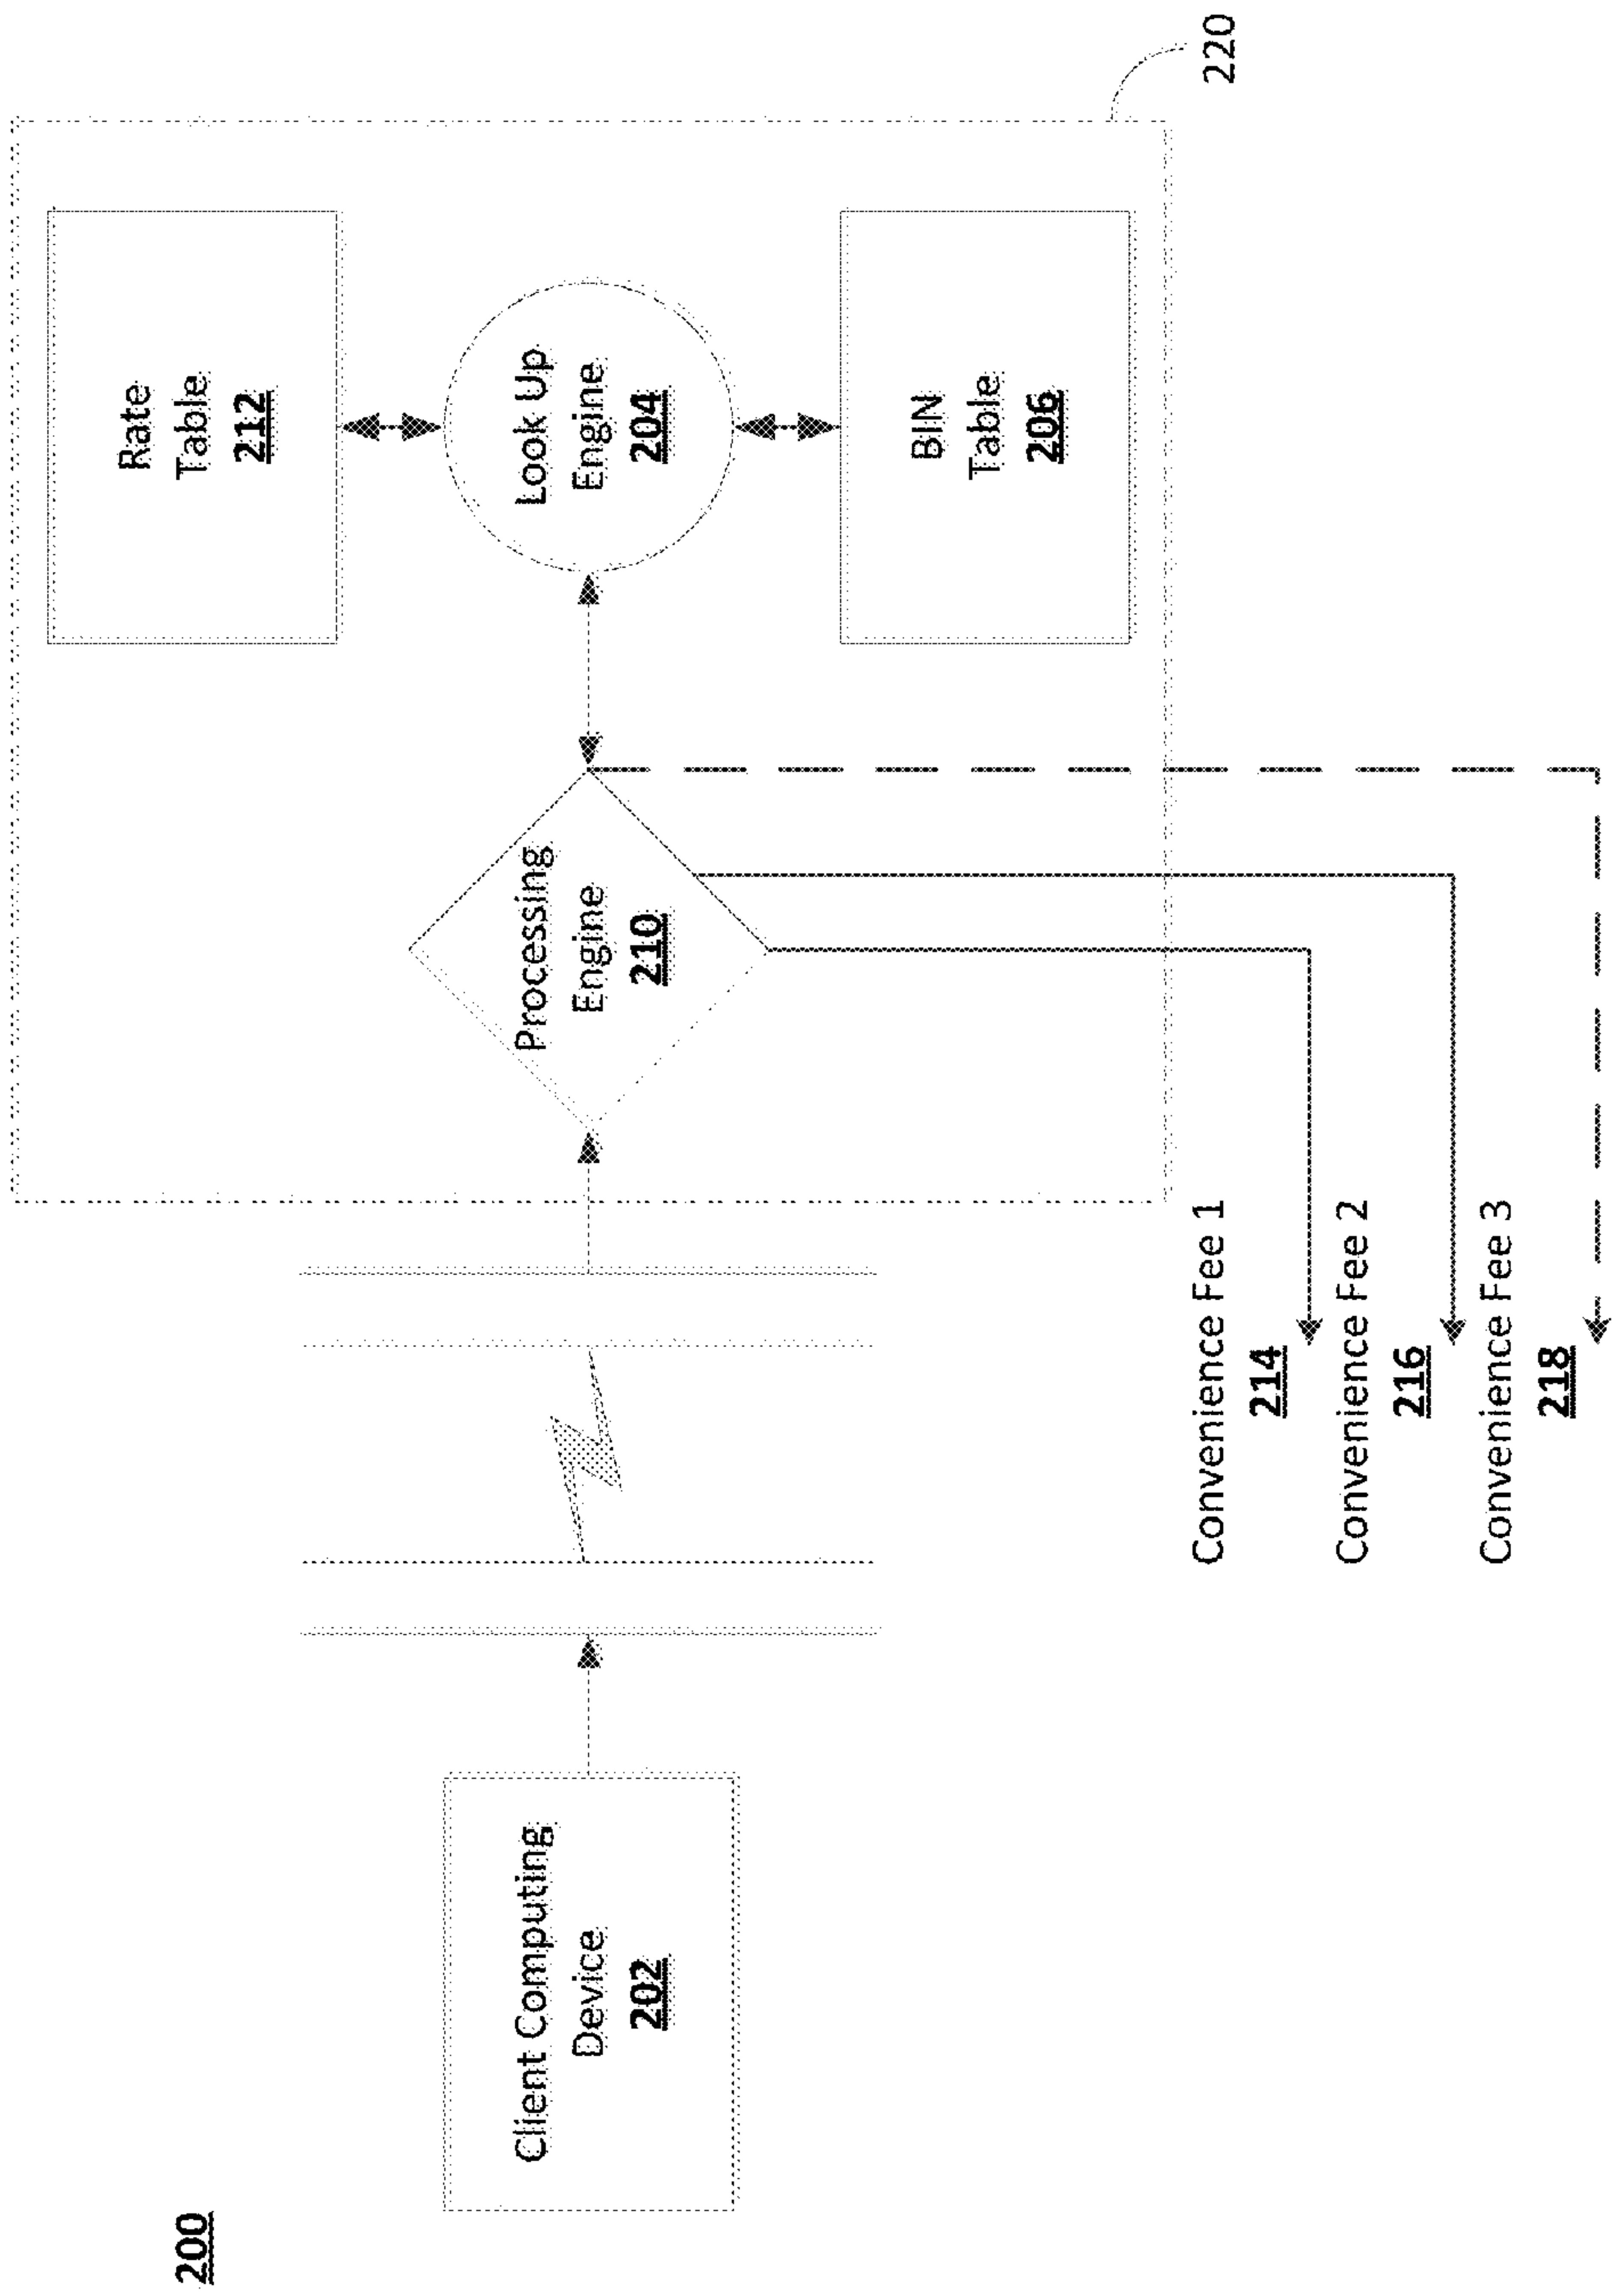 200
Client Computing
Device
202
Processing
Engine
210
Look Up
Engine
204
Rate
Table
212
BIN
Table
206
220
Convenience Fee 1
214
Convenience Fee 2
216
Convenience Fee 3
218